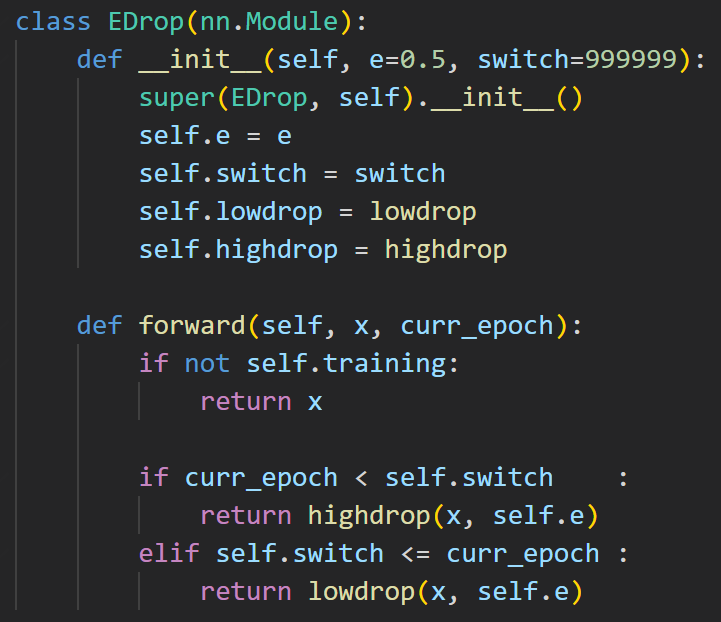 class EDrop(nn.Module):
    def __init__(self, e=0.5, switch=999999):
        super(EDrop, self).__init__()
        self.e = e
        self.switch = switch
        self.lowdrop = lowdrop
        self.highdrop = highdrop

    def forward(self, x, curr_epoch):
        if not self.training:
            return x

        if curr_epoch < self.switch    :
            return highdrop(x, self.e)
        elif self.switch <= curr_epoch :
            return lowdrop(x, self.e)